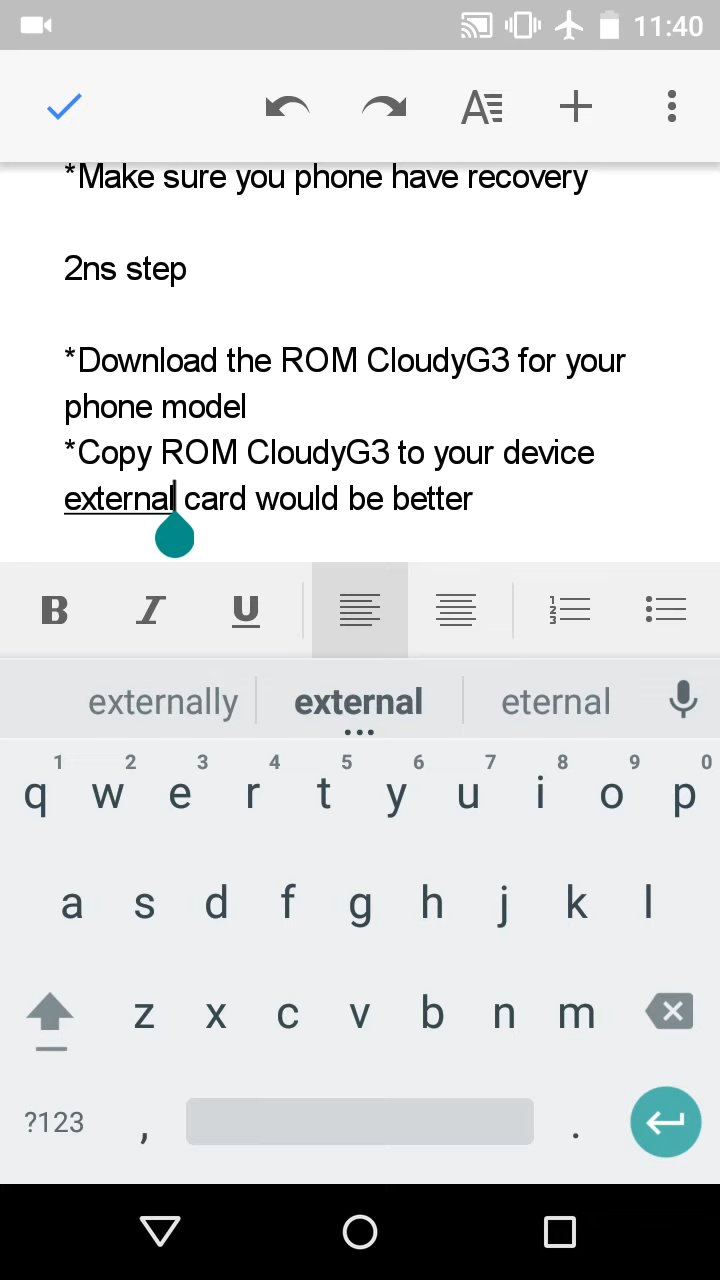 11:40
*Make sure you phone have recovery
2ns step
*Download the ROM CloudyG3 for your
phone model
*Copy ROM CloudyG3 to your device
external card would be better
B I U
externally external eternal
1 2 3 4 5 6 7 8 9 0
q w e r t y u i o p
a s d f g h j k l
z x c v b n m
?123 , .